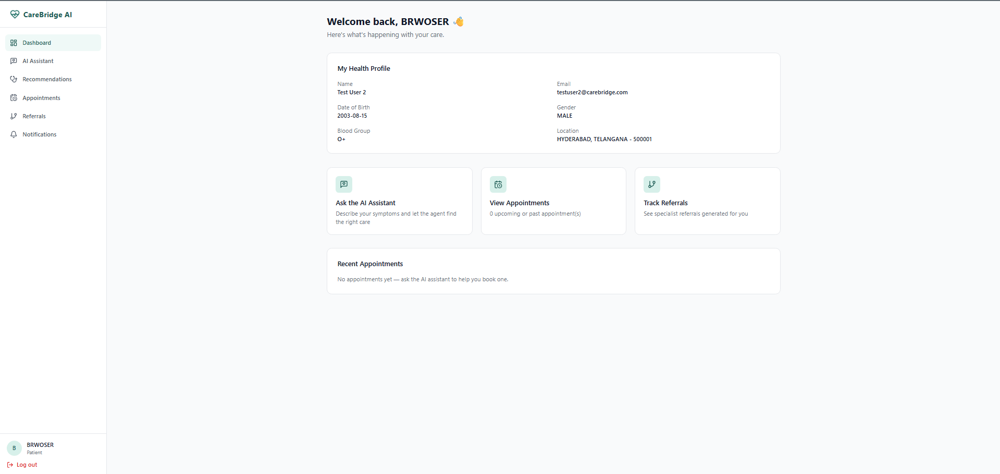 CareBridge AI
Dashboard
AI Assistant
Recommendations
Appointments
Referrals
Notifications
BRWOSER
B
Patient
Log out
Welcome back, BRWOSER 👋
Here's what's happening with your care.
My Health Profile
Name
Test User 2
Email
testuser2@carebridge.com
Date of Birth
2003-08-15
Gender
MALE
Blood Group
O+
Location
HYDERABAD, TELANGANA - 500001
Ask the AI Assistant
Describe your symptoms and let the agent find
the right care
View Appointments
0 upcoming or past appointment(s)
Track Referrals
See specialist referrals generated for you
Recent Appointments
No appointments yet — ask the AI assistant to help you book one.